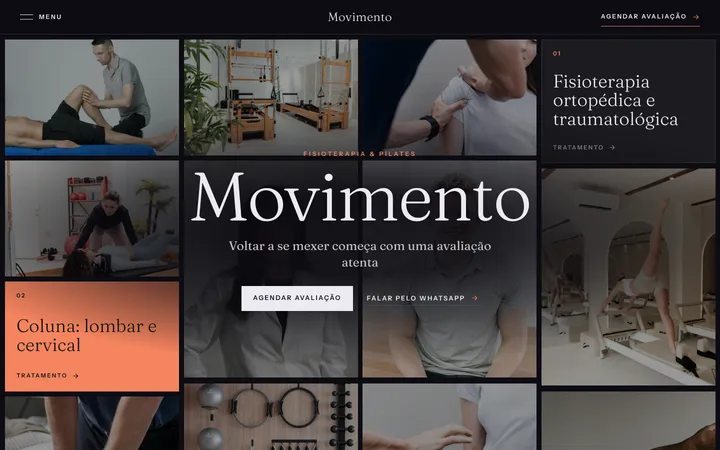 MENU
Movimento
AGENDAR AVALIAÇÃO →
01
Fisioterapia
ortopédica e
traumatológica
TRATAMENTO →
FISIOTERAPIA & PILATES
Movimento
Voltar a se mexer começa com uma avaliação
atenta
AGENDAR AVALIAÇÃO
FALAR PELO WHATSAPP →
02
Coluna: lombar e
cervical
TRATAMENTO →